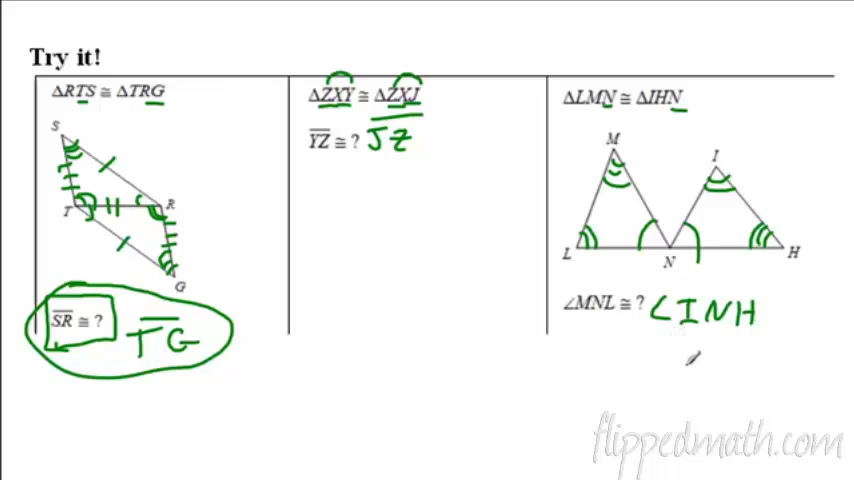 Try it!
ΔRTS ≅ ΔTRG
S
T
R
G
SR ≅ ?
TG
ΔZXY ≅ ΔZXJ
YZ ≅ ? JZ
ΔLMN ≅ ΔIHN
M
I
L
N
H
∠MNL ≅ ? ∠INH
flippedmath.com